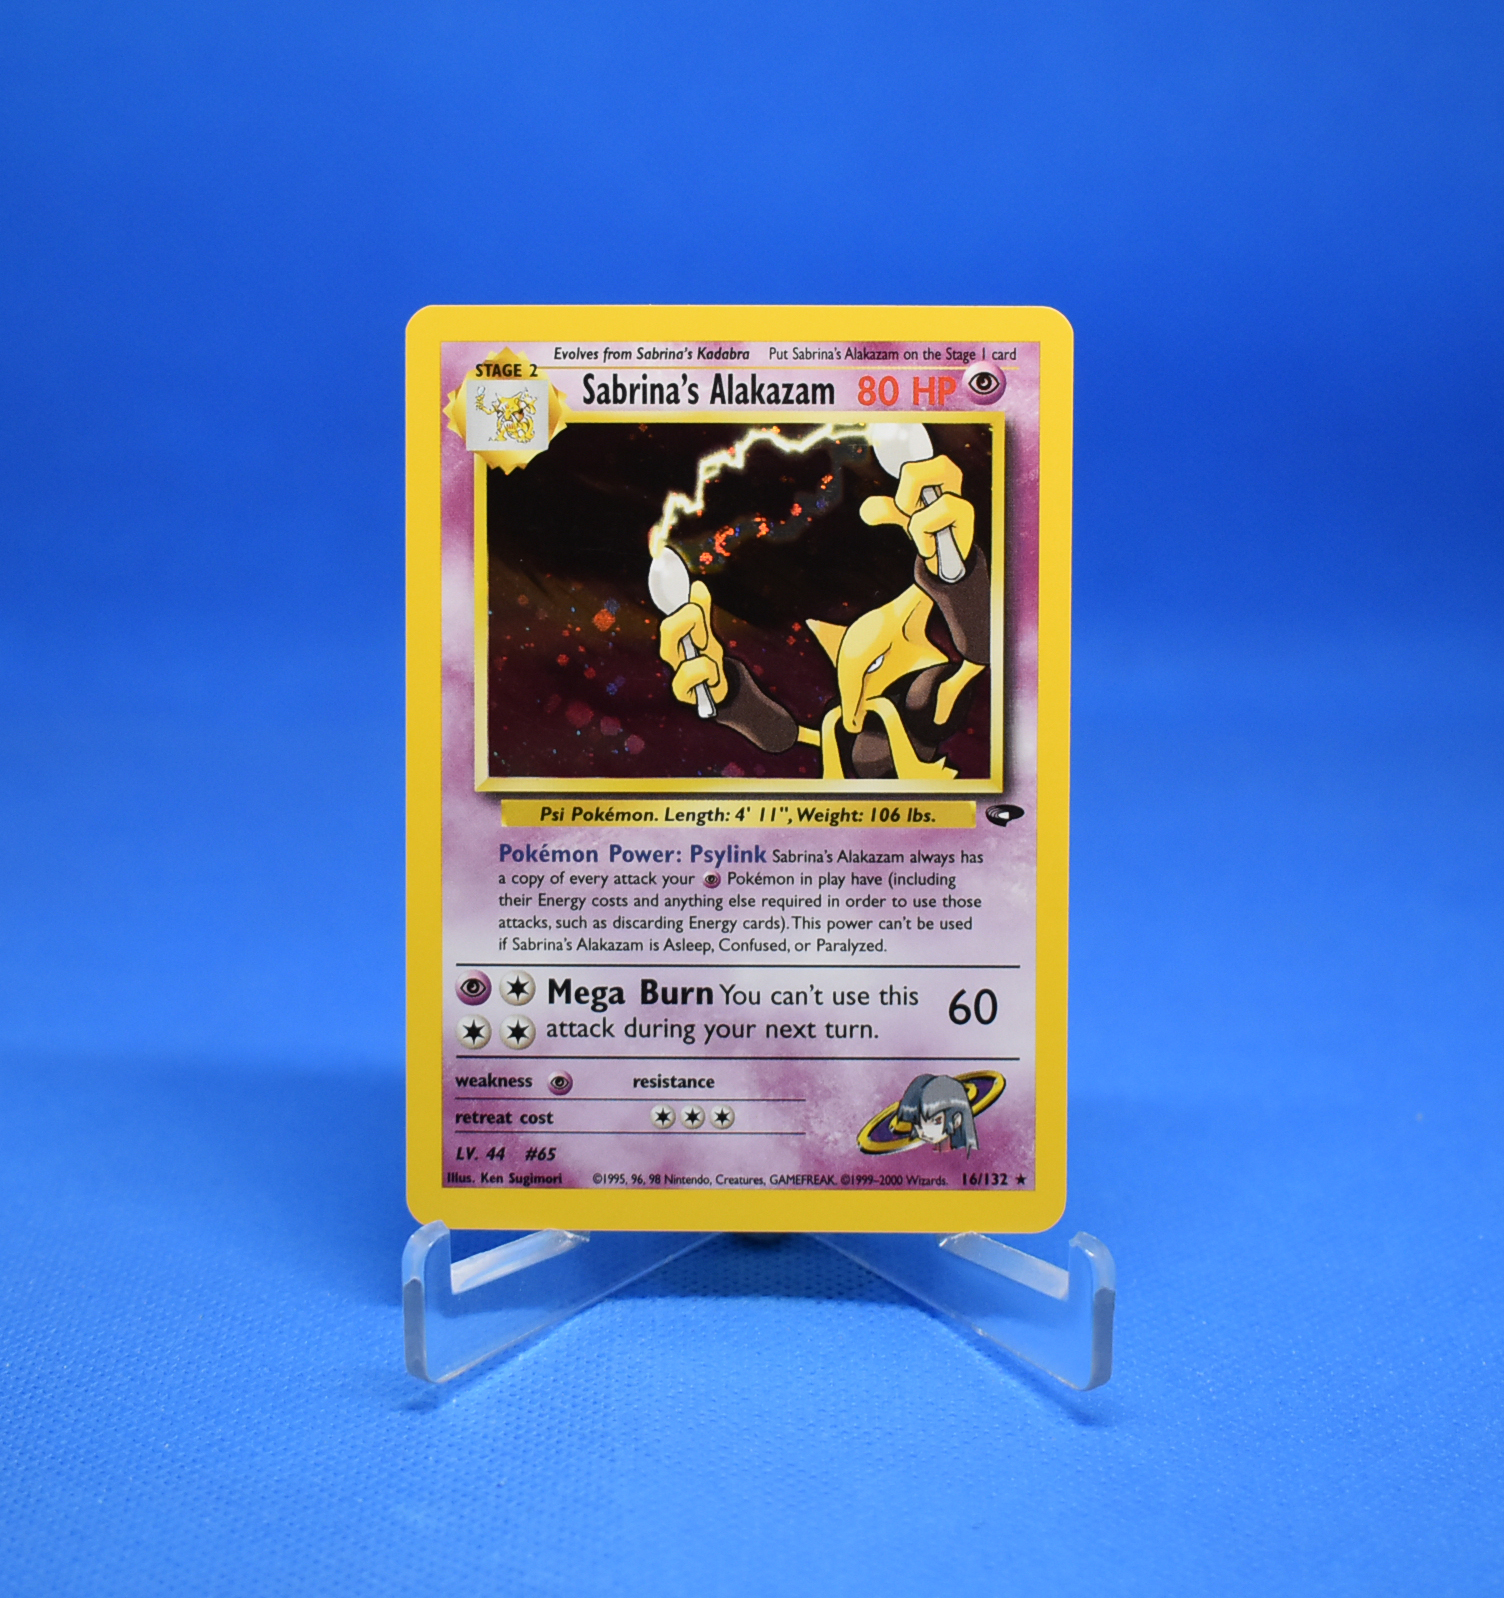 Evolves from Sabrina's Kadabra Put Sabrina's Alakazam on the Stage 1 card
STAGE 2
Sabrina's Alakazam 80 HP
Psi Pokémon. Length: 4' 11", Weight: 106 lbs.
Pokémon Power: Psylink Sabrina's Alakazam always has
a copy of every attack your Pokémon in play have (including
their Energy costs and anything else required in order to use those
attacks, such as discarding Energy cards). This power can't be used
if Sabrina's Alakazam is Asleep, Confused, or Paralyzed.
Mega Burn You can't use this
attack during your next turn.
60
weakness resistance
retreat cost
LV. 44 #65
Illus. Ken Sugimori ©1995, 96, 98 Nintendo, Creatures, GAMEFREAK. ©1999–2000 Wizards. 16/132 ★